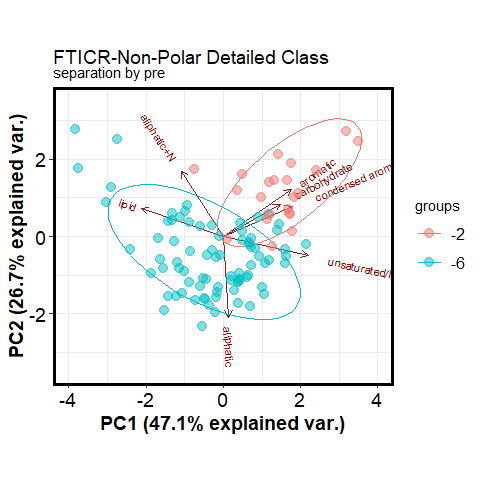 FTICR-Non-Polar Detailed Class
separation by pre
aliphatic+N
aromatic
carbohydrate
condensed arom
lipid
unsaturated/l
aliphatic
groups
-2
-6
2
0
-2
-4
-2
0
2
4
PC1 (47.1% explained var.)
PC2 (26.7% explained var.)